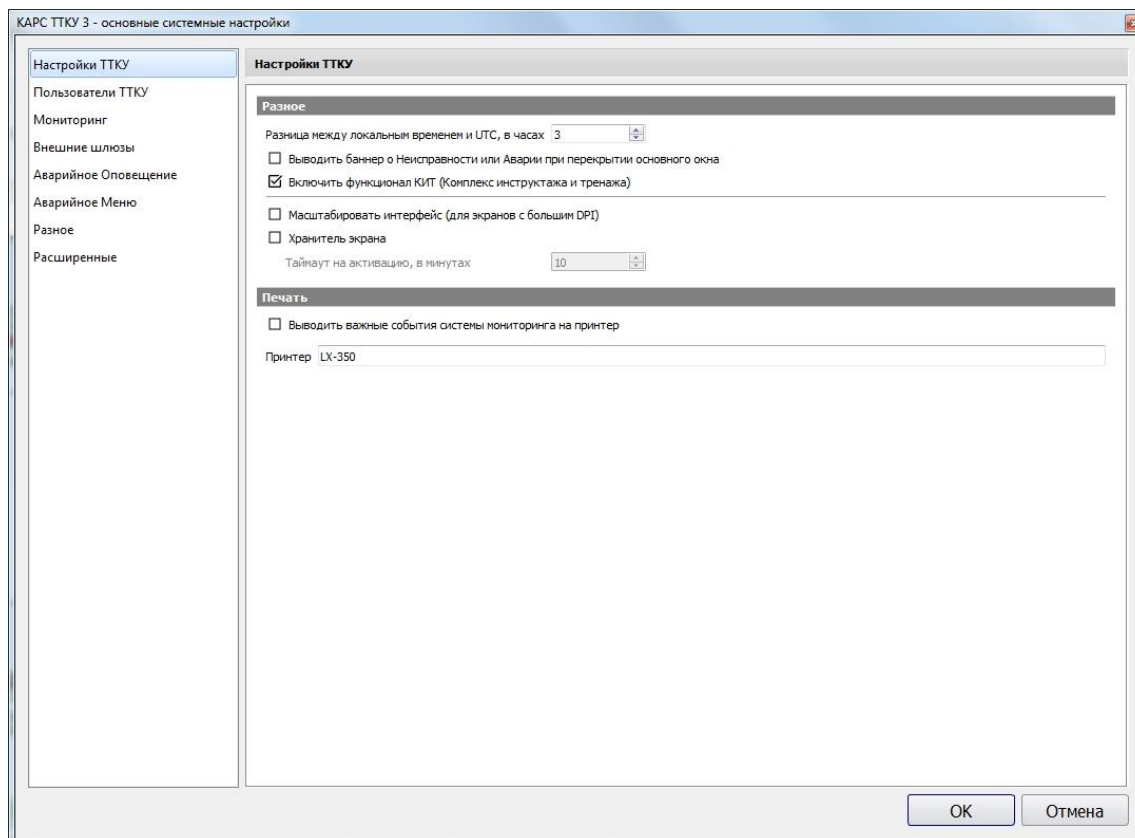 КАРС ТТКУ 3 - основные системные настройки
Настройки ТТКУ
Пользователи ТТКУ
Мониторинг
Внешние шлюзы
Аварийное Оповещение
Аварийное Меню
Разное
Расширенные
Настройки ТТКУ
Разное
Разница между локальным временем и UTC, в часах 3
Выводить баннер о Неисправности или Аварии при перекрытии основного окна
Включить функционал КИТ (Комплекс инструктажа и тренажа)
Масштабировать интерфейс (для экранов с большим DPI)
Хранитель экрана
Таймаут на активацию, в минутах 10
Печать
Выводить важные события системы мониторинга на принтер
Принтер LX-350
OK Отмена